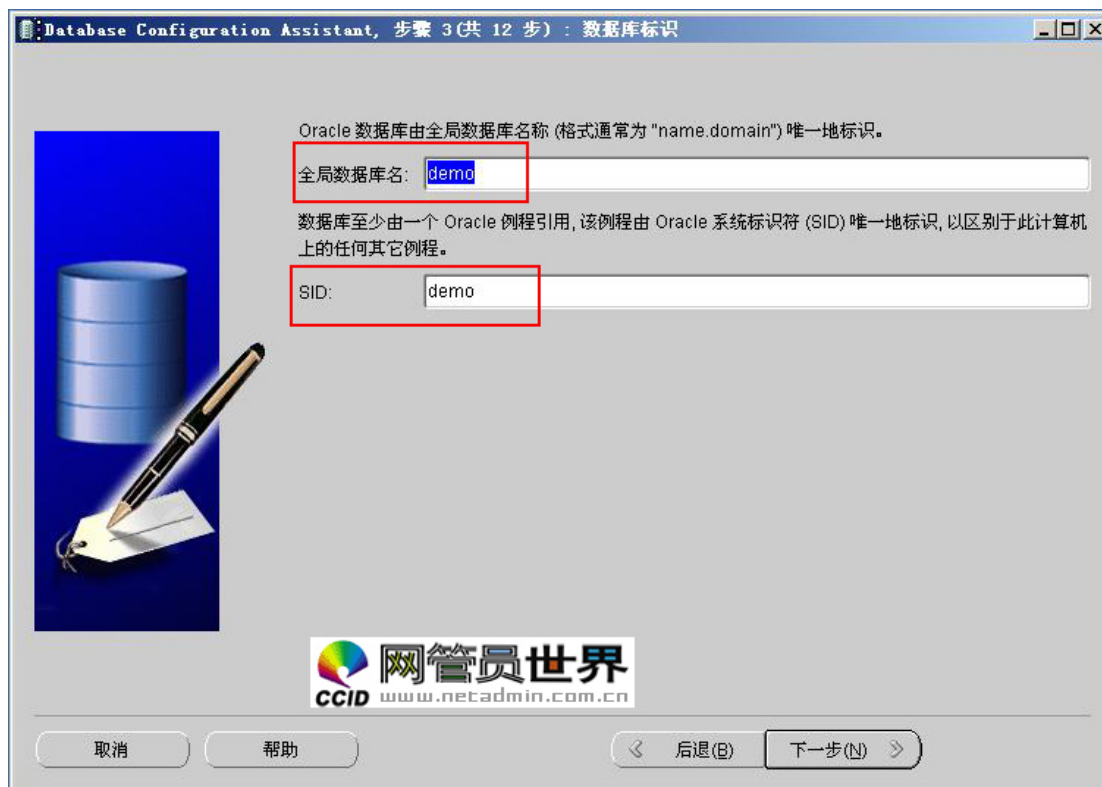 Database Configuration Assistant, 步骤 3(共 12 步) : 数据库标识
Oracle 数据库由全局数据库名称 (格式通常为 "name.domain") 唯一地标识。
全局数据库名: demo
数据库至少由一个 Oracle 例程引用, 该例程由 Oracle 系统标识符 (SID) 唯一地标识, 以区别于此计算机
上的任何其它例程。
SID: demo
网管员世界
CCID www.netadmin.com.cn
取消 帮助 后退(B) 下一步(N)